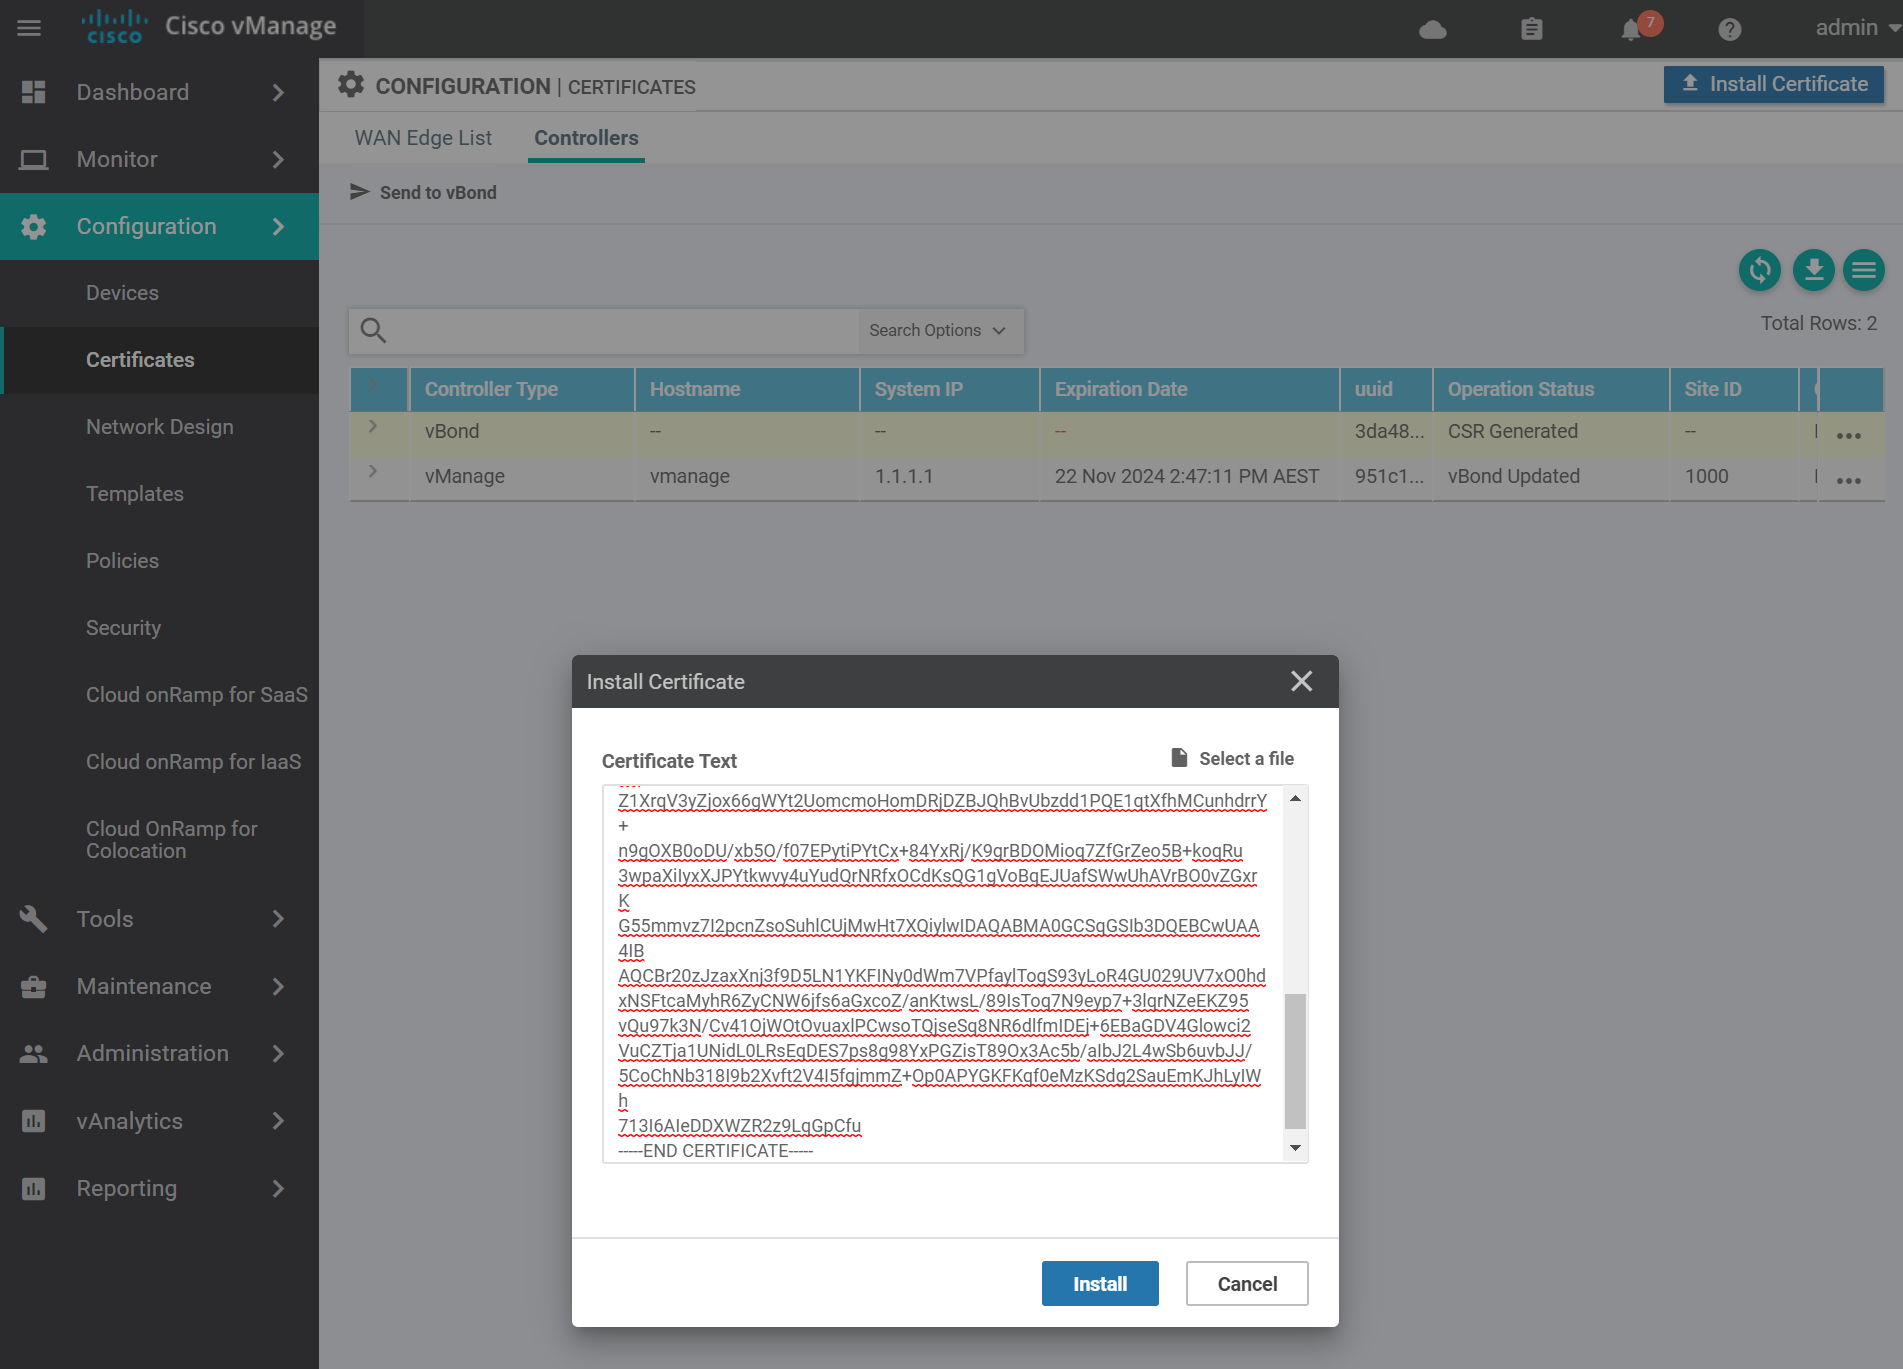 CISCO
Cisco vManage
7
admin
Dashboard
Monitor
Configuration
Devices
Certificates
Network Design
Templates
Policies
Security
Cloud onRamp for SaaS
Cloud onRamp for IaaS
Cloud OnRamp for
Colocation
Tools
Maintenance
Administration
vAnalytics
Reporting
CONFIGURATION | CERTIFICATES
Install Certificate
WAN Edge List
Controllers
Send to vBond
Search Options
Total Rows: 2
Controller Type Hostname System IP Expiration Date uuid Operation Status Site ID
vBond -- -- -- 3da48... CSR Generated --
vManage vmanage 1.1.1.1 22 Nov 2024 2:47:11 PM AEST 951c1... vBond Updated 1000
Install Certificate
Certificate Text
Select a file
Z1XrqV3yZjox66gWYt2UomcmoHomDRjDZBJQhBvUbzdd1PQE1qtXfhMCunhdrrY
+
n9gOXB0oDU/xb5O/f07EPytiPYtCx+84YxRj/K9grBDOMioq7ZfGrZeo5B+koqRu
3wpaXiIyxXJPYtkwvy4uYudQrNRfxOCdKsQG1gVoBqEJUafSWwUhAVrBO0vZGxr
K
G55mmvz7I2pcnZsoSuhlCUjMwHt7XQiylwIDAQABMA0GCSqGSIb3DQEBCwUAA
4IB
AQCBr20zJzaxXnj3f9D5LN1YKFINy0dWm7VPfaylTogS93yLoR4GU029UV7xO0hd
xNSFtcaMyhR6ZyCNW6jfs6aGxcoZ/anKtwsL/89IsToq7N9eyp7+3lqrNZeEKZ95
vQu97k3N/Cv41OjWOtOvuaxlPCwsoTQjseSq8NR6dlfmIDEj+6EBaGDV4Glowci2
VuCZTja1UNidL0LRsEqDES7ps8g98YxPGZisT89Ox3Ac5b/albJ2L4wSb6uvbJJ/
5CoChNb318I9b2Xvft2V4I5fgjmmZ+Op0APYGKFKqf0eMzKSdq2SauEmKJhLyIW
h
713I6AIeDDXWZR2z9LqGpCfu
-----END CERTIFICATE-----
Install
Cancel